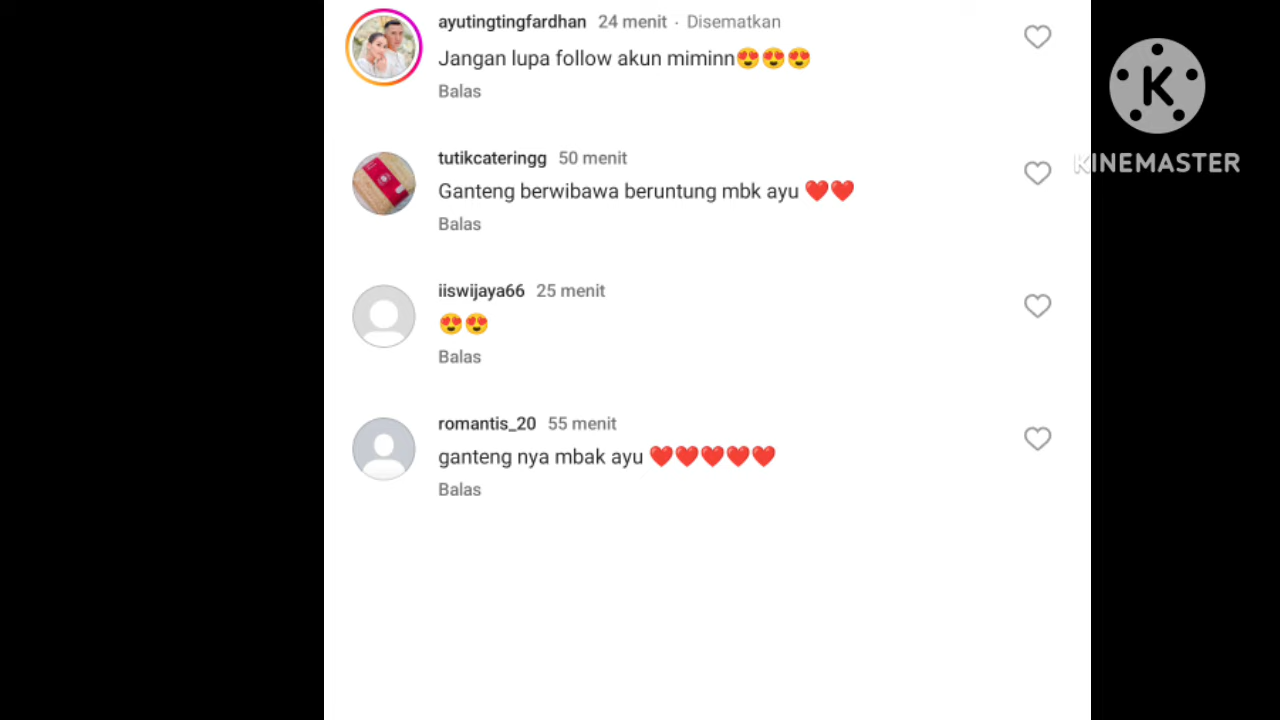 ayutingtingfardhan 24 menit · Disematkan
Jangan lupa follow akun miminn😍😍😍
Balas
K
KINEMASTER
tutikcateringg 50 menit
Ganteng berwibawa beruntung mbk ayu ❤️❤️
Balas
iiswijaya66 25 menit
😍😍
Balas
romantis_20 55 menit
ganteng nya mbak ayu ❤️❤️❤️❤️❤️
Balas